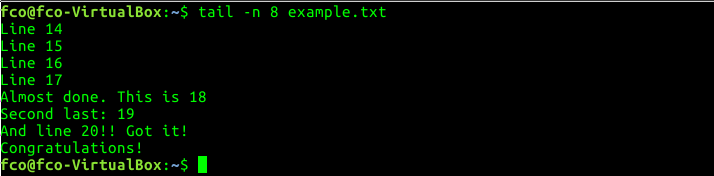 fco@fco-VirtualBox:~$ tail -n 8 example.txt
Line 14
Line 15
Line 16
Line 17
Almost done. This is 18
Second last: 19
And line 20!! Got it!
Congratulations!
fco@fco-VirtualBox:~$